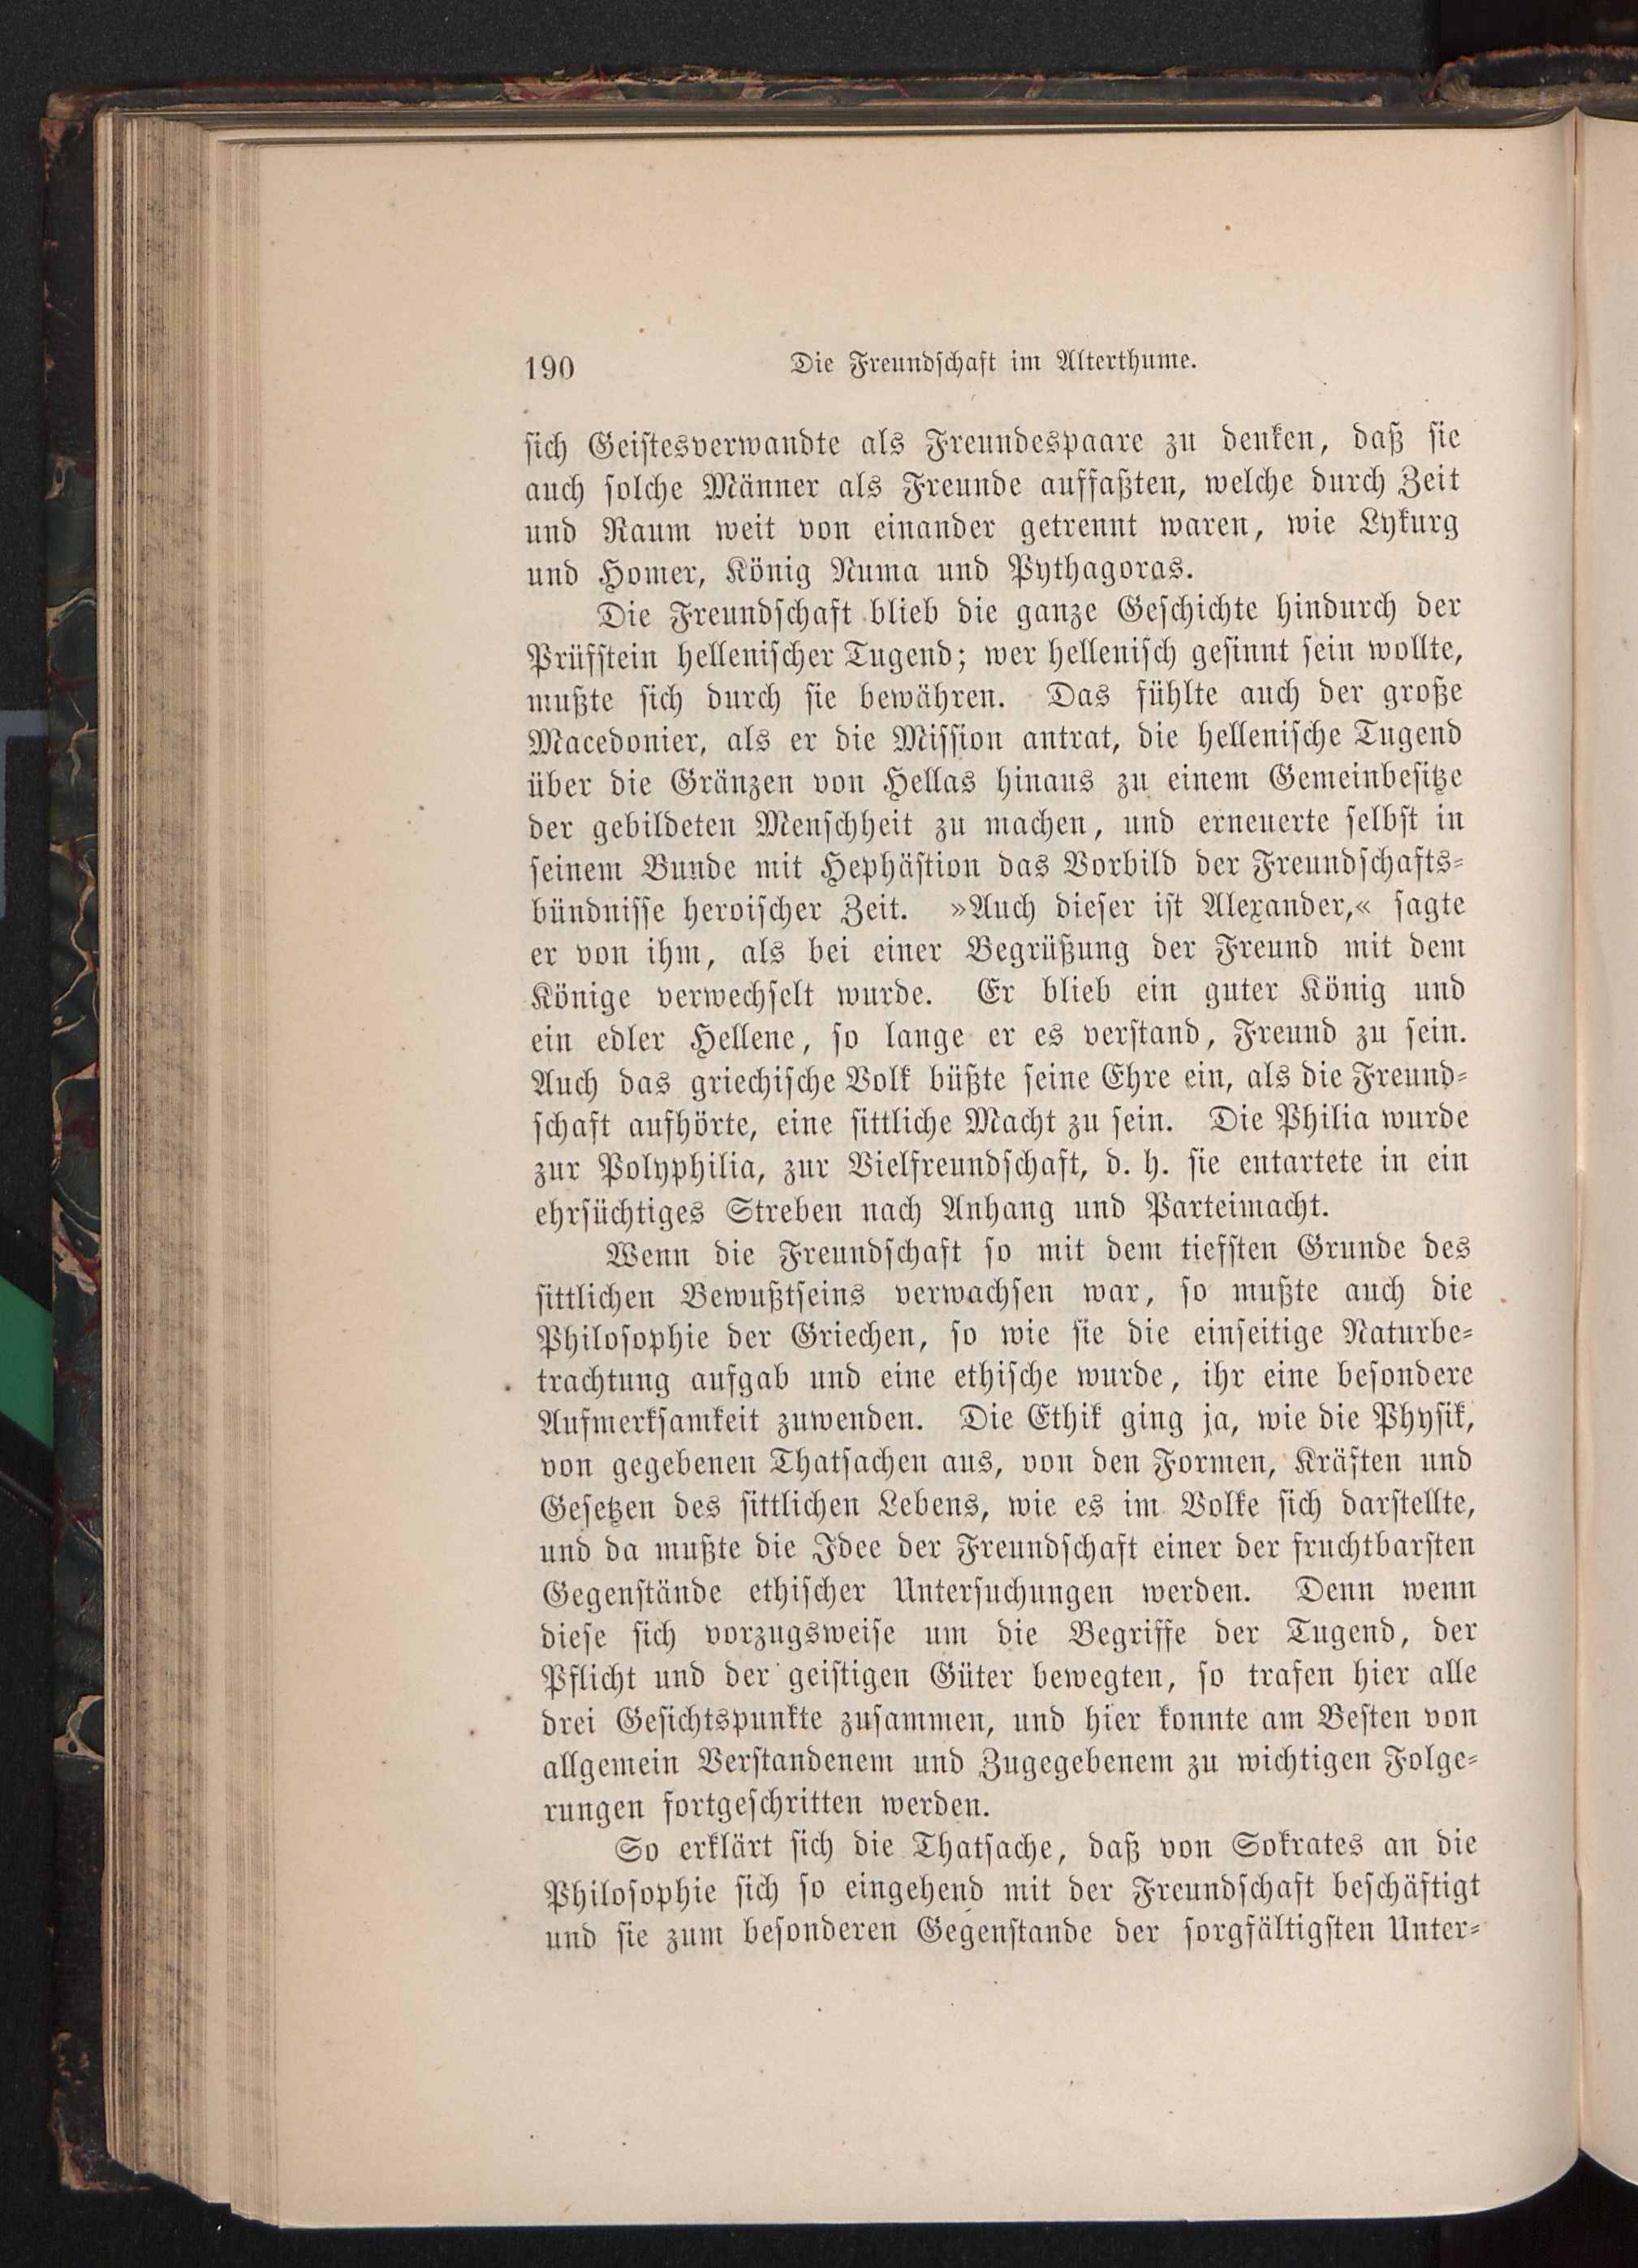 190 Die Freundschaft im Alterthume.
sich Geistesverwandte als Freundespaare zu denken, daß sie
auch solche Männer als Freunde auffaßten, welche durch Zeit
und Raum weit von einander getrennt waren, wie Lykurg
und Homer, König Numa und Pythagoras.
Die Freundschaft blieb die ganze Geschichte hindurch der
Prüfstein hellenischer Tugend; wer hellenisch gesinnt sein wollte,
mußte sich durch sie bewähren. Das fühlte auch der große
Macedonier, als er die Mission antrat, die hellenische Tugend
über die Gränzen von Hellas hinaus zu einem Gemeinbesitze
der gebildeten Menschheit zu machen, und erneuerte selbst in
seinem Bunde mit Hephästion das Vorbild der Freundschafts-
bündnisse heroischer Zeit. »Auch dieser ist Alexander,« sagte
er von ihm, als bei einer Begrüßung der Freund mit dem
Könige verwechselt wurde. Er blieb ein guter König und
ein edler Hellene, so lange er es verstand, Freund zu sein.
Auch das griechische Volk büßte seine Ehre ein, als die Freund-
schaft aufhörte, eine sittliche Macht zu sein. Die Philia wurde
zur Polyphilia, zur Vielfreundschaft, d. h. sie entartete in ein
ehrsüchtiges Streben nach Anhang und Parteimacht.
Wenn die Freundschaft so mit dem tiefsten Grunde des
sittlichen Bewußtseins verwachsen war, so mußte auch die
Philosophie der Griechen, so wie sie die einseitige Naturbe-
trachtung aufgab und eine ethische wurde, ihr eine besondere
Aufmerksamkeit zuwenden. Die Ethik ging ja, wie die Physik,
von gegebenen Thatsachen aus, von den Formen, Kräften und
Gesetzen des sittlichen Lebens, wie es im Volke sich darstellte,
und da mußte die Idee der Freundschaft einer der fruchtbarsten
Gegenstände ethischer Untersuchungen werden. Denn wenn
diese sich vorzugsweise um die Begriffe der Tugend, der
Pflicht und der geistigen Güter bewegten, so trafen hier alle
drei Gesichtspunkte zusammen, und hier konnte am Besten von
allgemein Verstandenem und Zugegebenem zu wichtigen Folge-
rungen fortgeschritten werden.
So erklärt sich die Thatsache, daß von Sokrates an die
Philosophie sich so eingehend mit der Freundschaft beschäftigt
und sie zum besonderen Gegenstande der sorgfältigsten Unter-